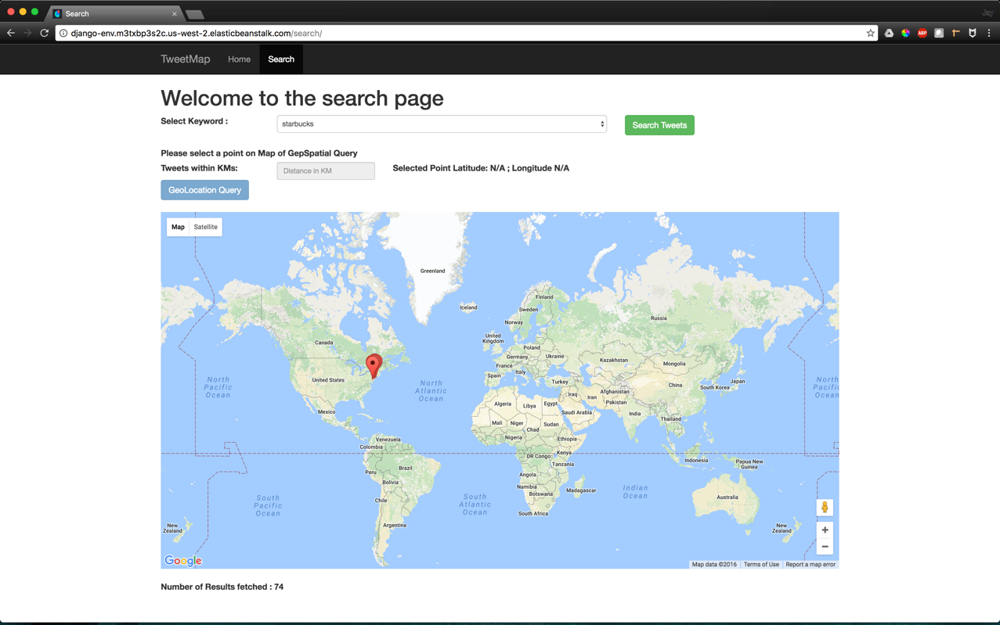 Search
Jay
django-env.m3txbp3s2c.us-west-2.elasticbeanstalk.com/search/
ABP
TweetMap Home Search
Welcome to the search page
Select Keyword : starbucks Search Tweets
Please select a point on Map of GepSpatial Query
Tweets within KMs: Distance in KM Selected Point Latitude: N/A ; Longitude N/A
GeoLocation Query
Map Satellite
Greenland
Iceland
Finland
Sweden
Norway
Russia
United
Kingdom
Canada
Poland
Germany
Ukraine
Kazakhstan
France
Mongolia
Italy
Spain
Turkey
United States
China
Japan
South Korea
North
Pacific
Ocean
North
Atlantic
Ocean
North
Pacific
Ocean
Iraq
Iran
Afghanistan
Pakistan
Algeria
Libya
Egypt
Saudi Arabia
India
Mexico
Thailand
Mali
Niger
Chad
Sudan
Nigeria
Ethiopia
Venezuela
Colombia
DR Congo
Kenya
Tanzania
Indonesia
Papua New
Guinea
Peru
Brazil
Angola
Bolivia
Namibia
Botswana
Madagascar
Indian
Ocean
South
Pacific
Ocean
Chile
South
Atlantic
Ocean
South Africa
Australia
Argentina
New
Zealand
New
Zealand
Google
Map data ©2016 Terms of Use Report a map error
Number of Results fetched : 74